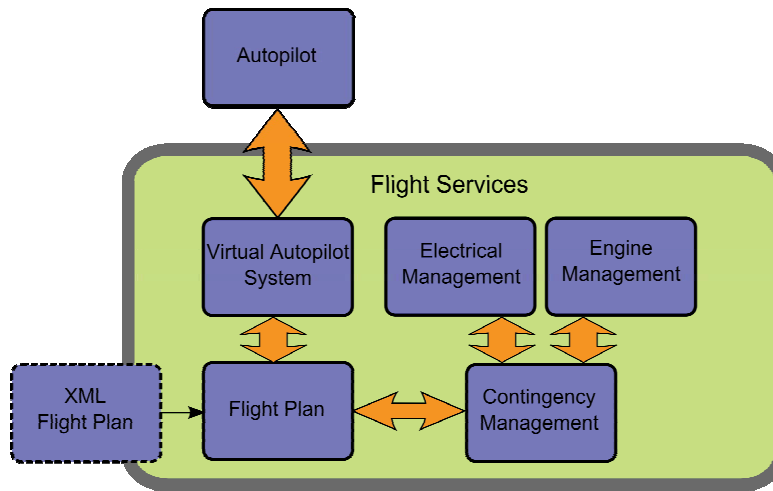 Autopilot
Flight Services
Virtual Autopilot
System
Electrical
Management
Engine
Management
XML
Flight Plan
Flight Plan
Contingency
Management